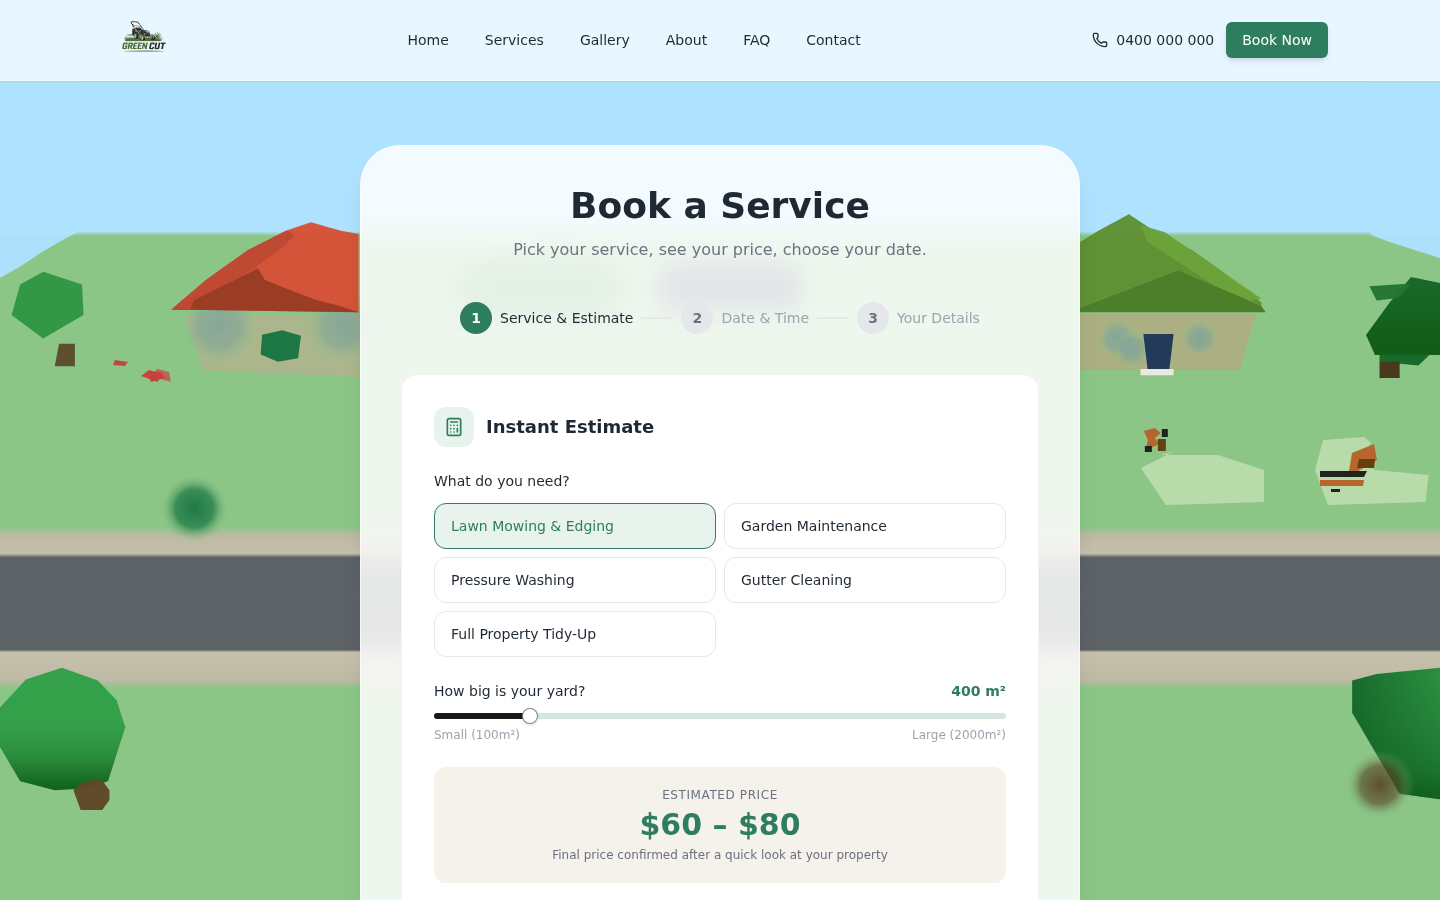 GREEN CUT
Home Services Gallery About FAQ Contact
0400 000 000
Book Now
Book a Service
Pick your service, see your price, choose your date.
1 Service & Estimate 2 Date & Time 3 Your Details
Instant Estimate
What do you need?
Lawn Mowing & Edging
Garden Maintenance
Pressure Washing
Gutter Cleaning
Full Property Tidy-Up
How big is your yard? 400 m²
Small (100m²) Large (2000m²)
ESTIMATED PRICE
$60 – $80
Final price confirmed after a quick look at your property